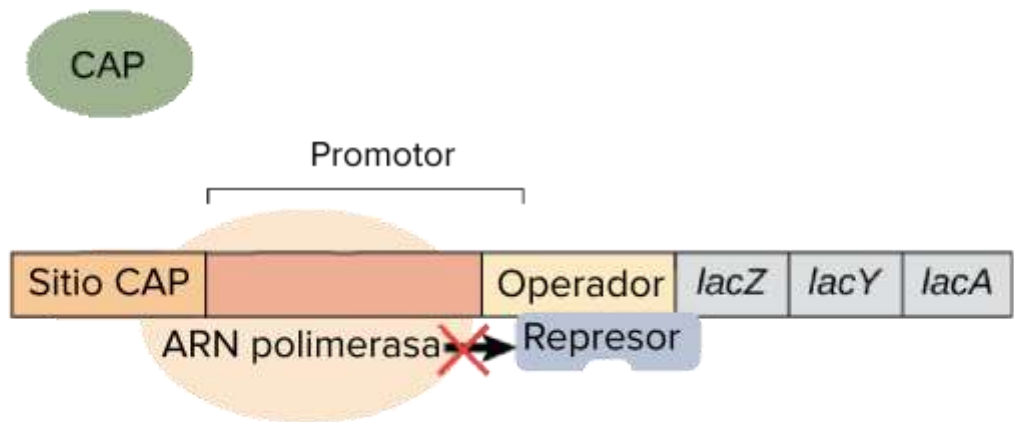 CAP
Promotor
Sitio CAP Operador lacZ lacY lacA
ARN polimerasa Represor